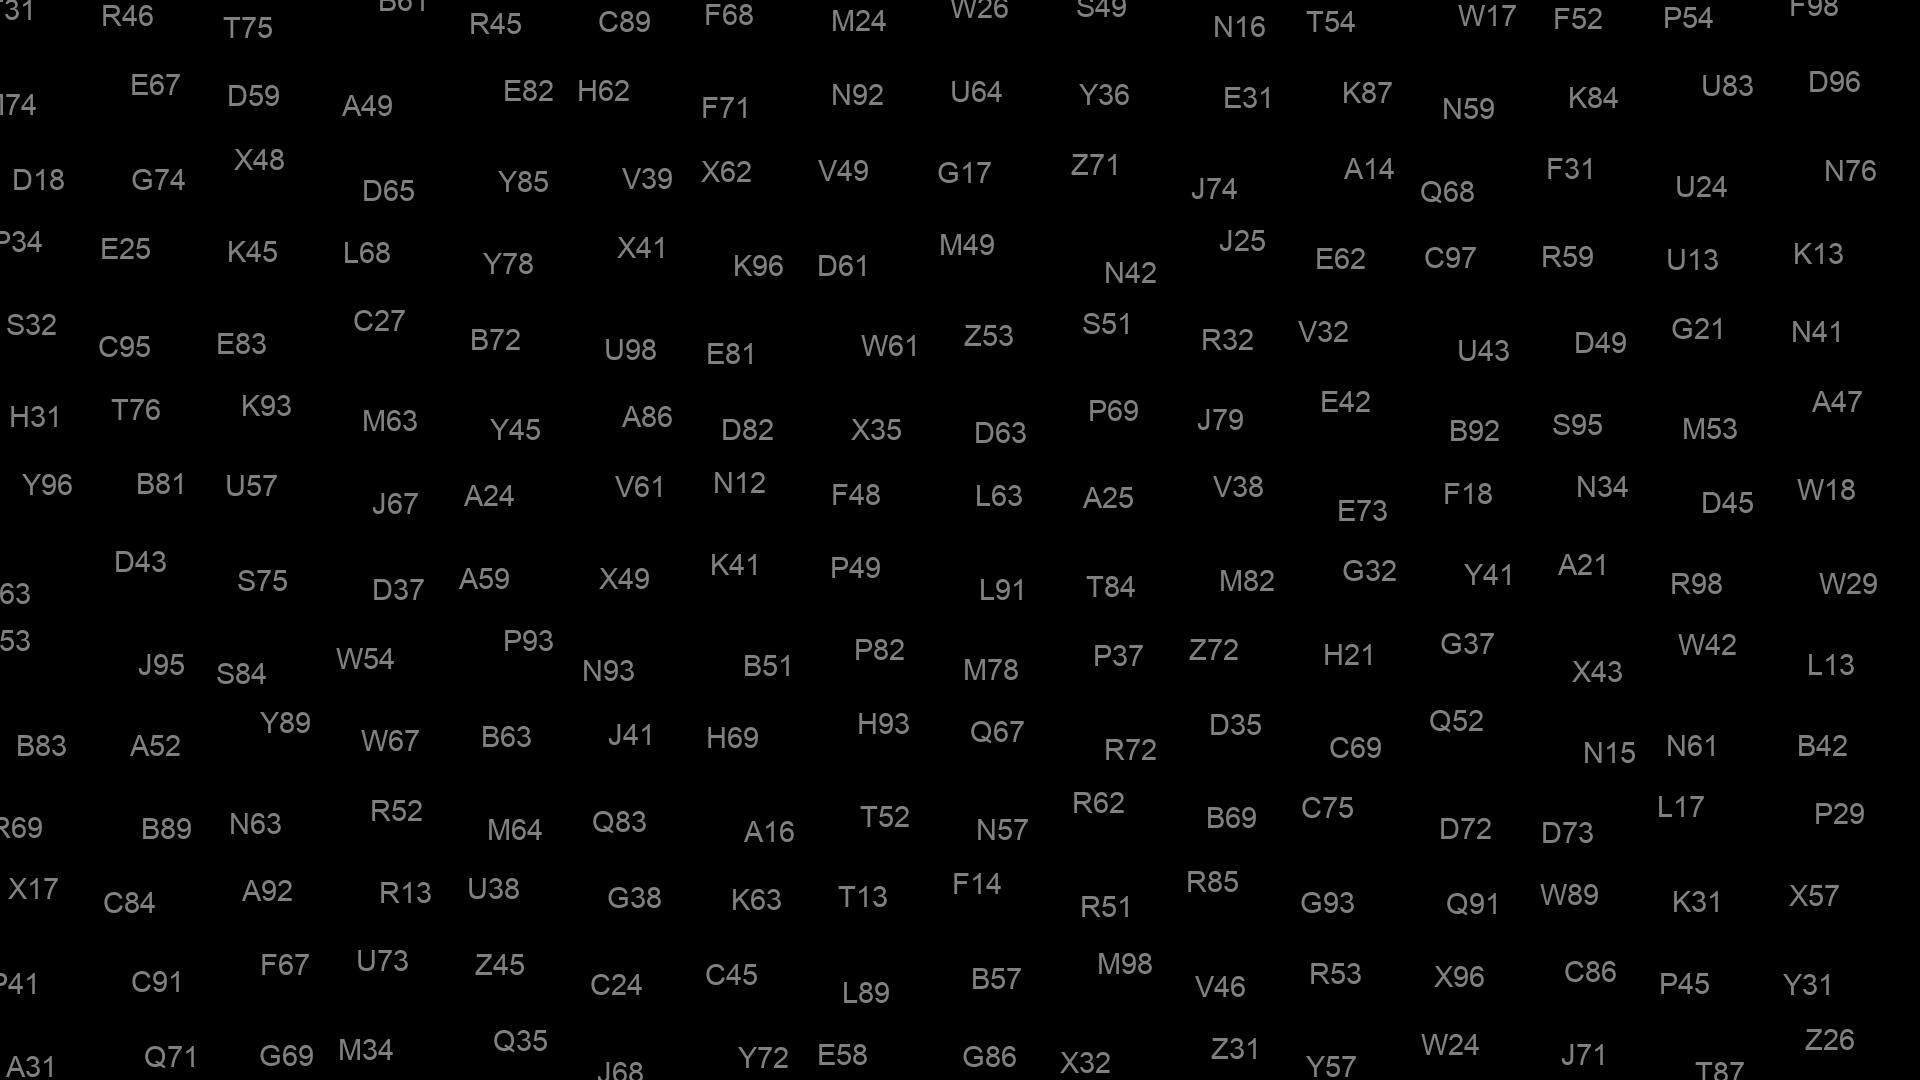 R46 T75 B61 R45 C89 F68 M24 W26 S49 N16 T54 W17 F52 P54 F98
E67 D59 A49 E82 H62 F71 N92 U64 Y36 E31 K87 N59 K84 U83 D96
D18 G74 X48 D65 Y85 V39 X62 V49 G17 Z71 J74 A14 Q68 F31 U24 N76
P34 E25 K45 L68 Y78 X41 K96 D61 M49 N42 J25 E62 C97 R59 U13 K13
S32 C95 E83 C27 B72 U98 E81 W61 Z53 S51 R32 V32 U43 D49 G21 N41
H31 T76 K93 M63 Y45 A86 D82 X35 D63 P69 J79 E42 B92 S95 M53 A47
Y96 B81 U57 J67 A24 V61 N12 F48 L63 A25 V38 E73 F18 N34 D45 W18
63 D43 S75 D37 A59 X49 K41 P49 L91 T84 M82 G32 Y41 A21 R98 W29
53 J95 S84 W54 P93 N93 B51 P82 M78 P37 Z72 H21 G37 X43 W42 L13
B83 A52 Y89 W67 B63 J41 H69 H93 Q67 R72 D35 C69 Q52 N15 N61 B42
R69 B89 N63 R52 M64 Q83 A16 T52 N57 R62 B69 C75 D72 D73 L17 P29
X17 C84 A92 R13 U38 G38 K63 T13 F14 R51 R85 G93 Q91 W89 K31 X57
P41 C91 F67 U73 Z45 C24 C45 L89 B57 M98 V46 R53 X96 C86 P45 Y31
A31 Q71 G69 M34 Q35 J68 Y72 E58 G86 X32 Z31 Y57 W24 J71 T87 Z26